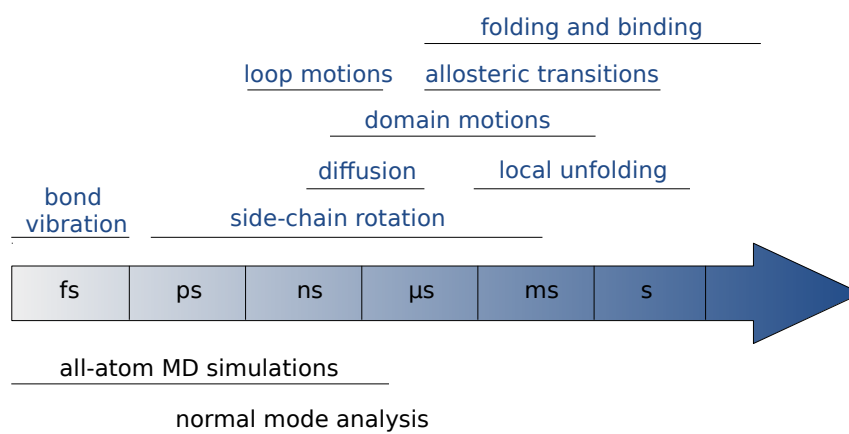 folding and binding
loop motions
allosteric transitions
domain motions
diffusion
local unfolding
bond
vibration
side-chain rotation
fs
ps
ns
μs
ms
s
all-atom MD simulations
normal mode analysis